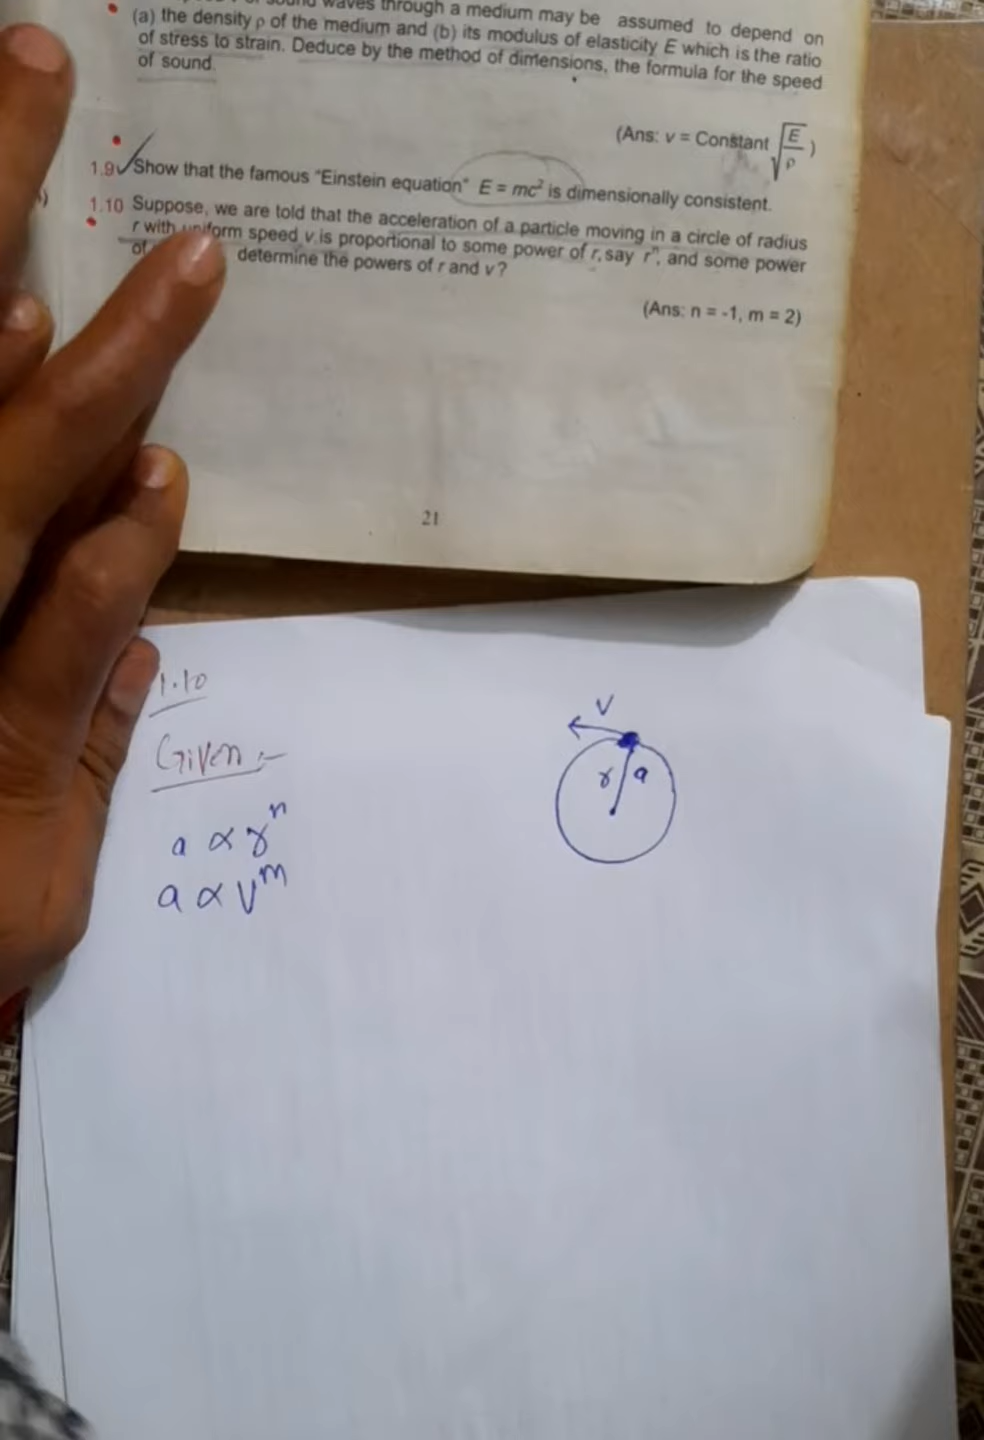 waves through a medium may be assumed to depend on
(a) the density ρ of the medium and (b) its modulus of elasticity E which is the ratio
of stress to strain. Deduce by the method of dimensions, the formula for the speed
of sound.
(Ans: v = Constant √(E/ρ) )
1.9 Show that the famous "Einstein equation" E = mc² is dimensionally consistent.
1.10 Suppose, we are told that the acceleration of a particle moving in a circle of radius
r with uniform speed v is proportional to some power of r, say rⁿ, and some power
of determine the powers of r and v?
(Ans: n = -1, m = 2)
21
1.10
Given :-
V
r a
a ∝ rⁿ
a ∝ vᵐ